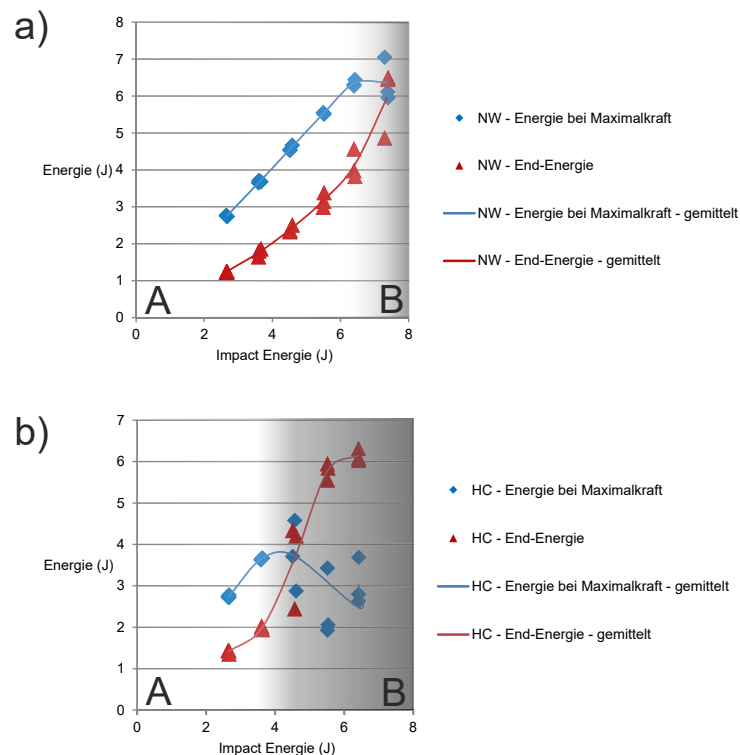 a)
8
7
6
5
Energie (J)
4
3
2
1
0
A
B
0 2 4 6 8
Impact Energie (J)
NW - Energie bei Maximalkraft
NW - End-Energie
NW - Energie bei Maximalkraft - gemittelt
NW - End-Energie - gemittelt
b)
7
6
5
4
Energie (J)
3
2
1
0
A
B
0 2 4 6 8
Impact Energie (J)
HC - Energie bei Maximalkraft
HC - End-Energie
HC - Energie bei Maximalkraft - gemittelt
HC - End-Energie - gemittelt